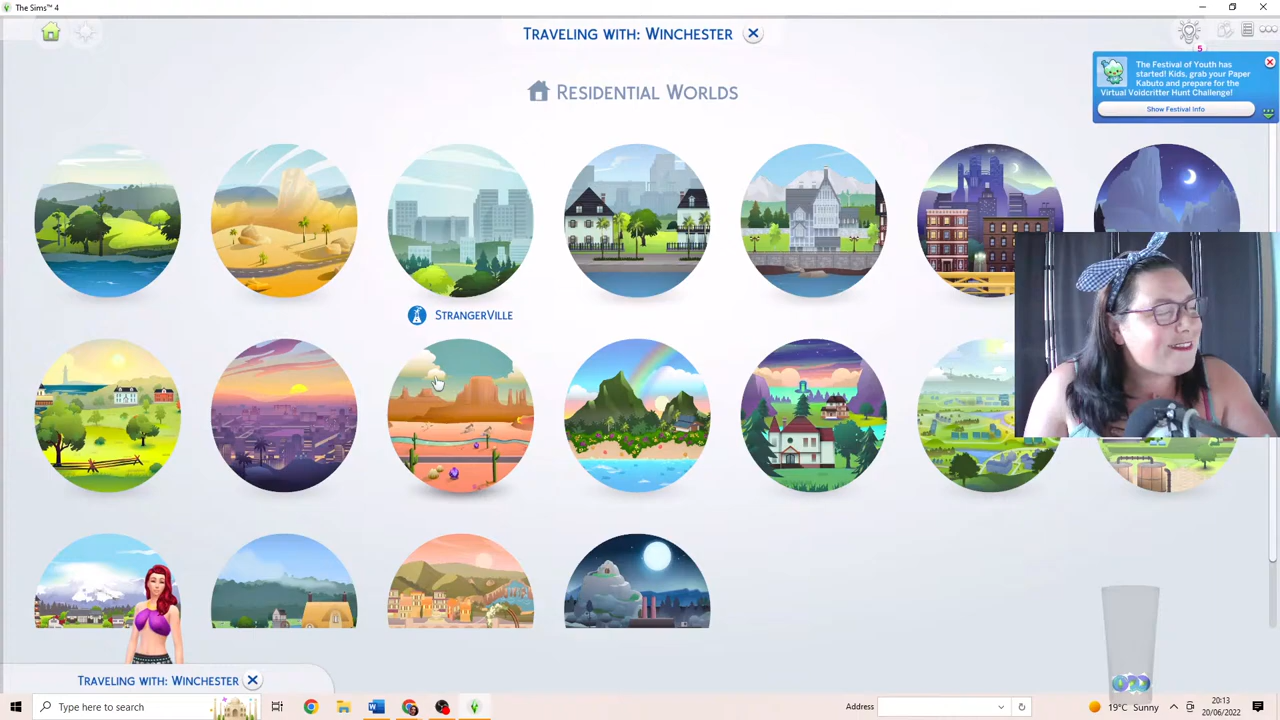 The Sims™ 4
TRAVELING WITH: WINCHESTER
5
The Festival of Youth has
started! Kids, grab your Paper
Kabuto and prepare for the
Virtual Voidcritter Hunt Challenge!
Show Festival Info
RESIDENTIAL WORLDS
STRANGERVILLE
TRAVELING WITH: WINCHESTER
Type here to search
Address
19°C Sunny
20:13
20/06/2022